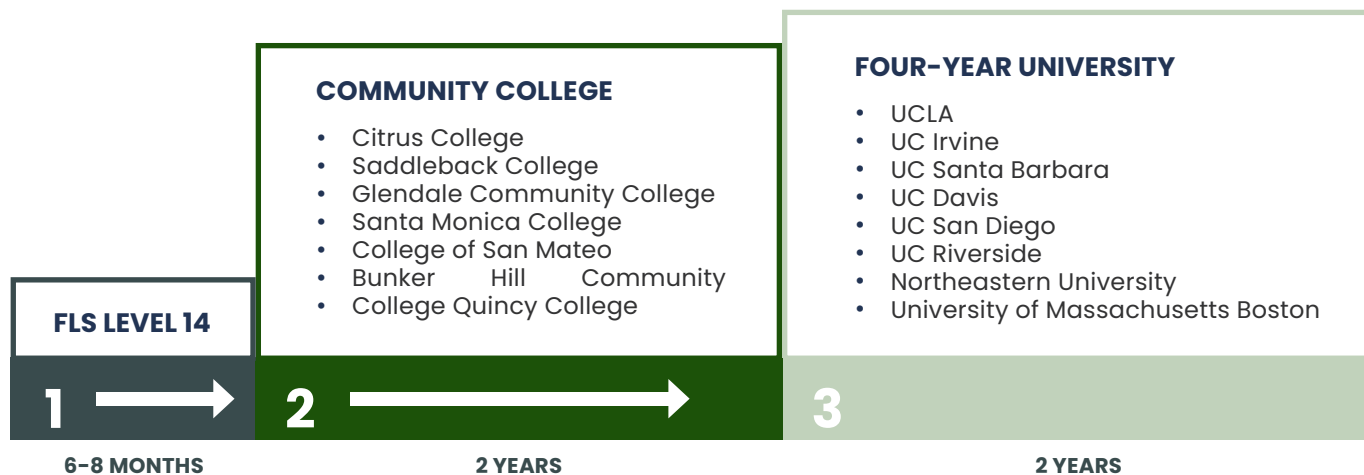 FLS LEVEL 14
1
6-8 MONTHS
COMMUNITY COLLEGE
• Citrus College
• Saddleback College
• Glendale Community College
• Santa Monica College
• College of San Mateo
• Bunker Hill Community
• College Quincy College
2
2 YEARS
FOUR-YEAR UNIVERSITY
• UCLA
• UC Irvine
• UC Santa Barbara
• UC Davis
• UC San Diego
• UC Riverside
• Northeastern University
• University of Massachusetts Boston
3
2 YEARS